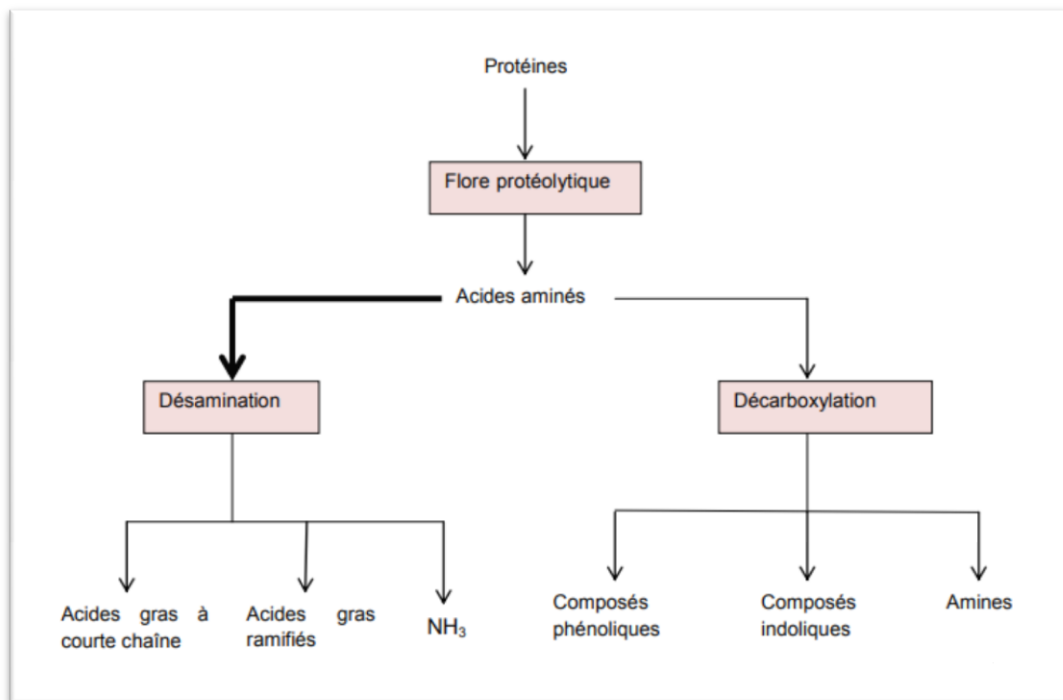 Protéines
Flore protéolytique
Acides aminés
Désamination
Décarboxylation
Acides gras à
courte chaîne
Acides gras
ramifiés
NH₃
Composés
phénoliques
Composés
indoliques
Amines